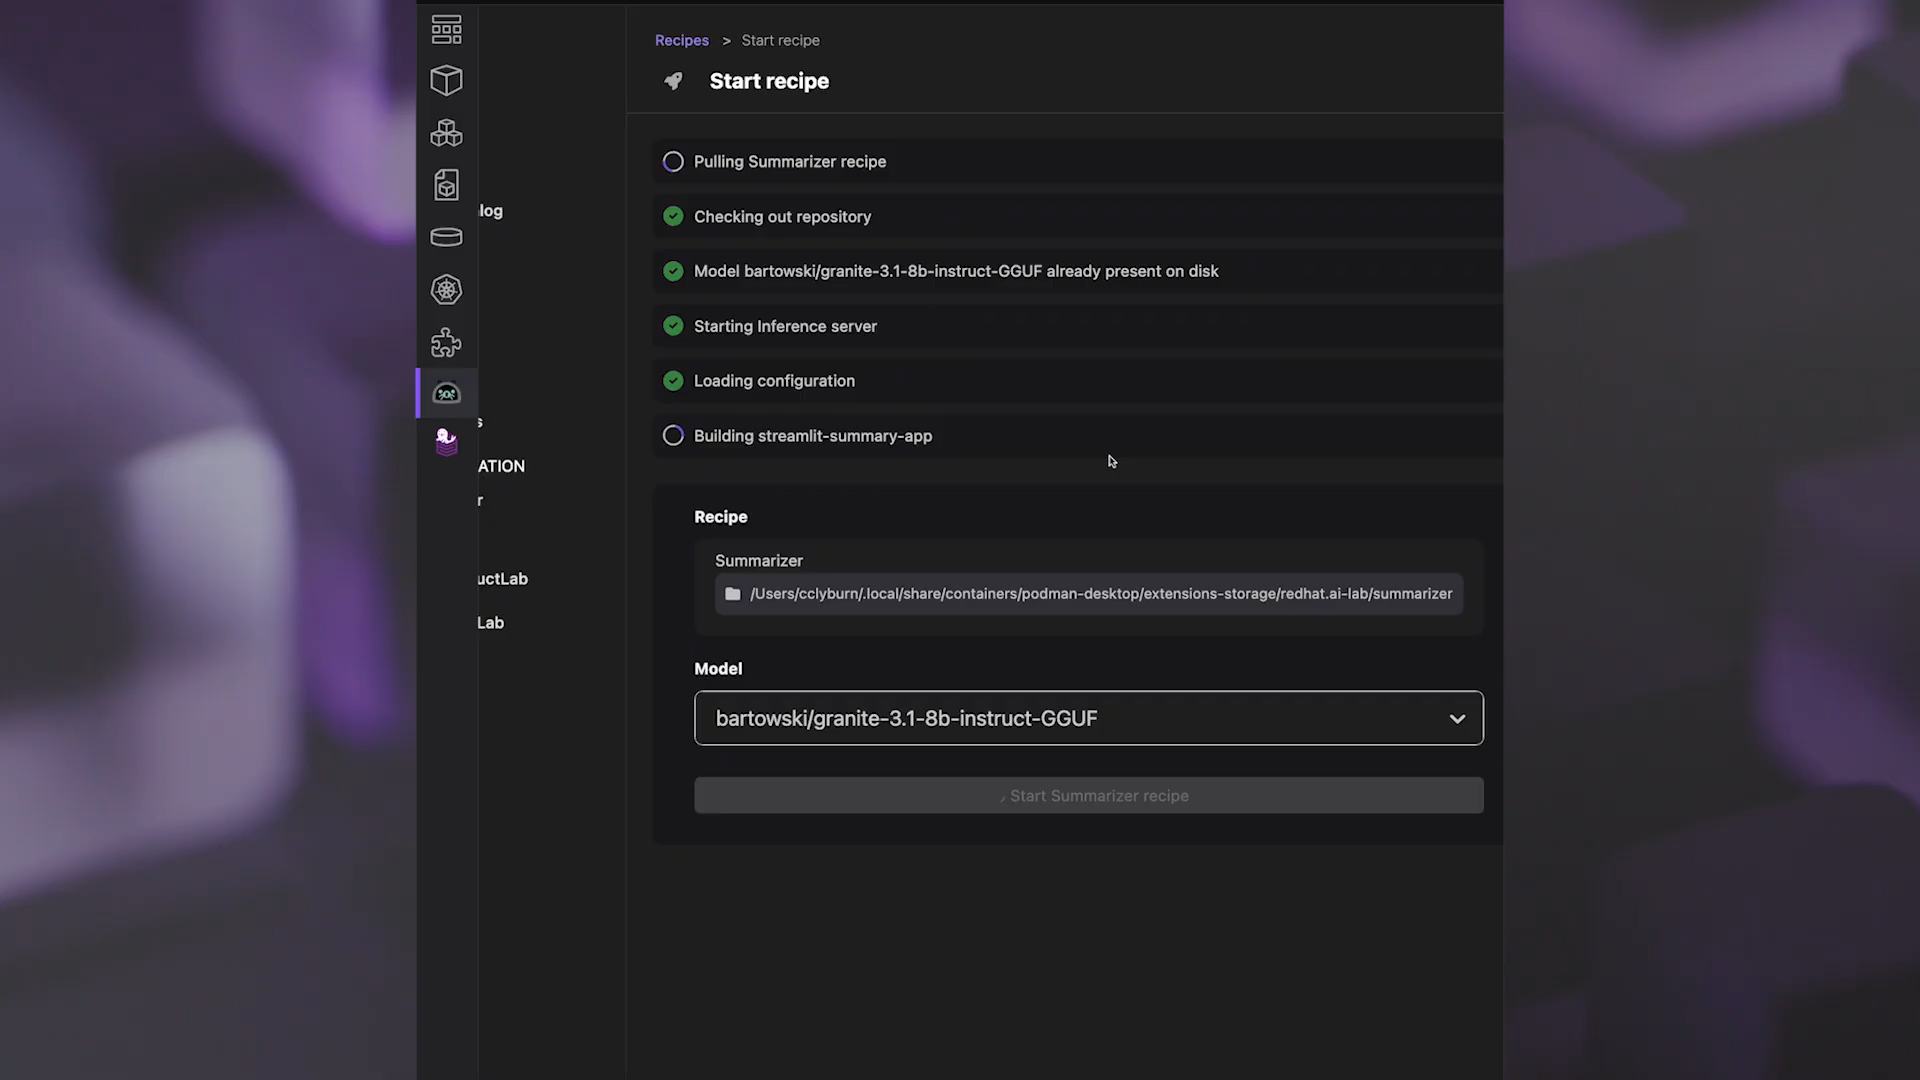 Recipes > Start recipe
Start recipe
Pulling Summarizer recipe
Checking out repository
log
Model bartowski/granite-3.1-8b-instruct-GGUF already present on disk
Starting Inference server
Loading configuration
s
Building streamlit-summary-app
ATION
r
uctLab
Lab
Recipe
Summarizer
/Users/cclyburn/.local/share/containers/podman-desktop/extensions-storage/redhat.ai-lab/summarizer
Model
bartowski/granite-3.1-8b-instruct-GGUF
Start Summarizer recipe